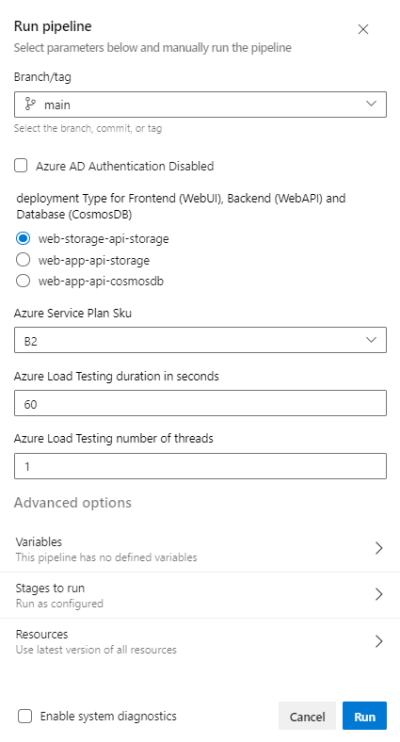 Run pipeline
Select parameters below and manually run the pipeline
Branch/tag
main
Select the branch, commit, or tag
Azure AD Authentication Disabled
deployment Type for Frontend (WebUI), Backend (WebAPI) and
Database (CosmosDB)
web-storage-api-storage
web-app-api-storage
web-app-api-cosmosdb
Azure Service Plan Sku
B2
Azure Load Testing duration in seconds
60
Azure Load Testing number of threads
1
Advanced options
Variables
This pipeline has no defined variables
Stages to run
Run as configured
Resources
Use latest version of all resources
Enable system diagnostics
Cancel
Run